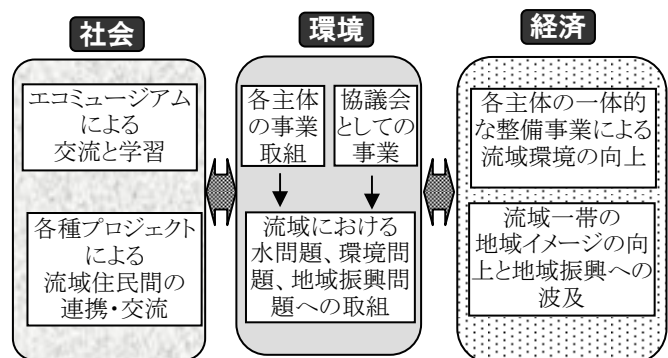 社会
エコミュージアム
による
交流と学習
各種プロジェクト
による
流域住民間の
連携・交流
環境
各主体
の事業
取組
協議会
としての
事業
流域における
水問題、環境問
題、地域振興問
題への取組
経済
各主体の一体的
な整備事業による
流域環境の向上
流域一帯の
地域イメージの向
上と地域振興への
波及